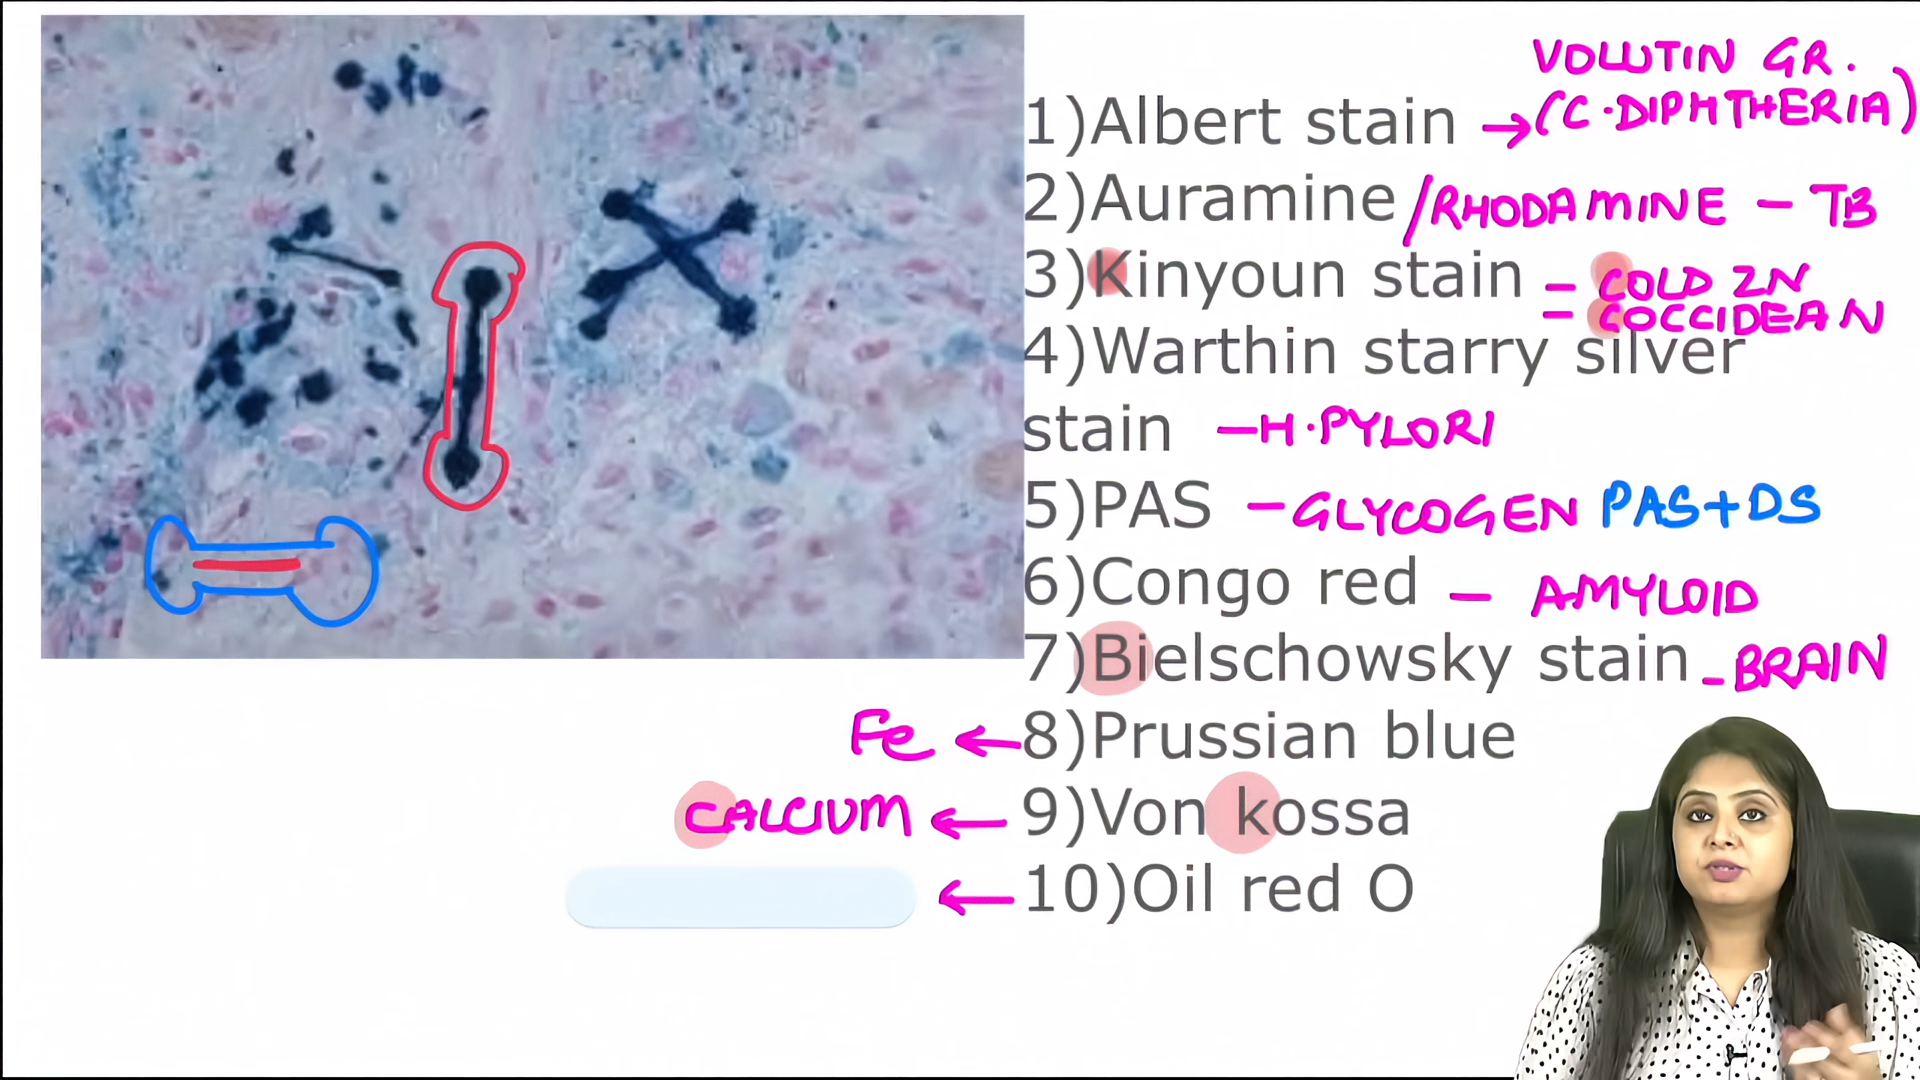 VOLUTIN GR.
1)Albert stain →(C.DIPHTHERIA)
2)Auramine /RHODAMINE - TB
3)Kinyoun stain - COLD ZN
- COCCIDEAN
4)Warthin starry silver
stain -H.PYLORI
5)PAS -GLYCOGEN PAS+DS
6)Congo red - AMYLOID
7)Bielschowsky stain -BRAIN
Fe ←8)Prussian blue
CALCIUM ←9)Von kossa
←10)Oil red O